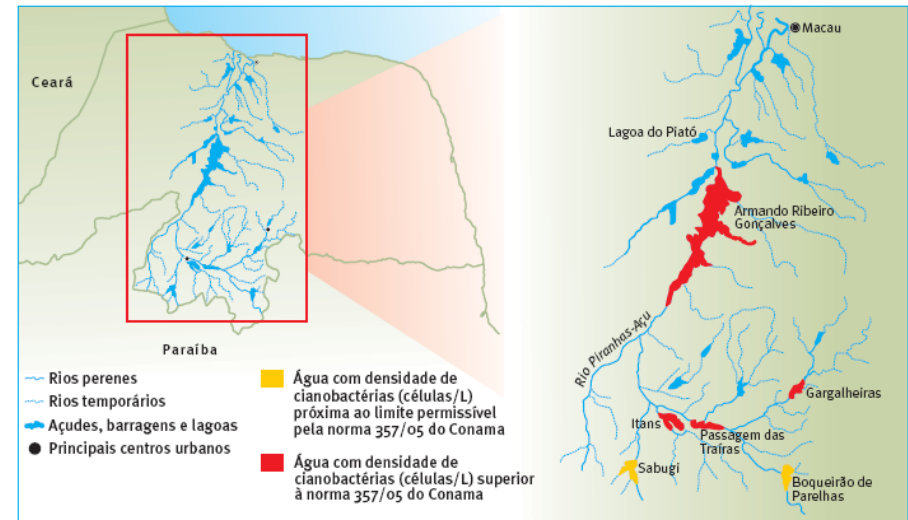 Ceará
Paraíba
Rios perenes
Rios temporários
Açudes, barragens e lagoas
Principais centros urbanos
Água com densidade de
cianobactérias (células/L)
próxima ao limite permissível
pela norma 357/05 do Conama
Água com densidade de
cianobactérias (células/L) superior
à norma 357/05 do Conama
Macau
Lagoa do Piató
Armando Ribeiro
Gonçalves
Rio Piranhas-Açu
Gargalheiras
Itans
Passagem das
Traíras
Sabugi
Boqueirão de
Parelhas